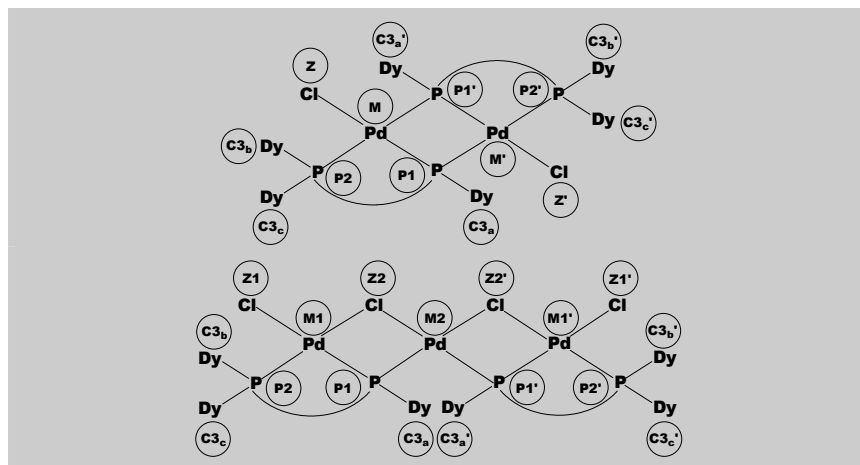 C3a' C3b'
Z
Dy Dy
Cl P P1' P2' P
M
Dy C3c'
C3b Dy Pd Pd
M'
P P2 P1 P Cl
Dy Dy Z'
C3c C3a
Z1 Z2 Z2' Z1'
Cl Cl Cl Cl
M1 M2 M1'
C3b C3b'
Pd Pd Pd
Dy Dy
P P2 P1 P P P1' P2' P
Dy Dy Dy Dy
C3c C3a C3a' C3c'